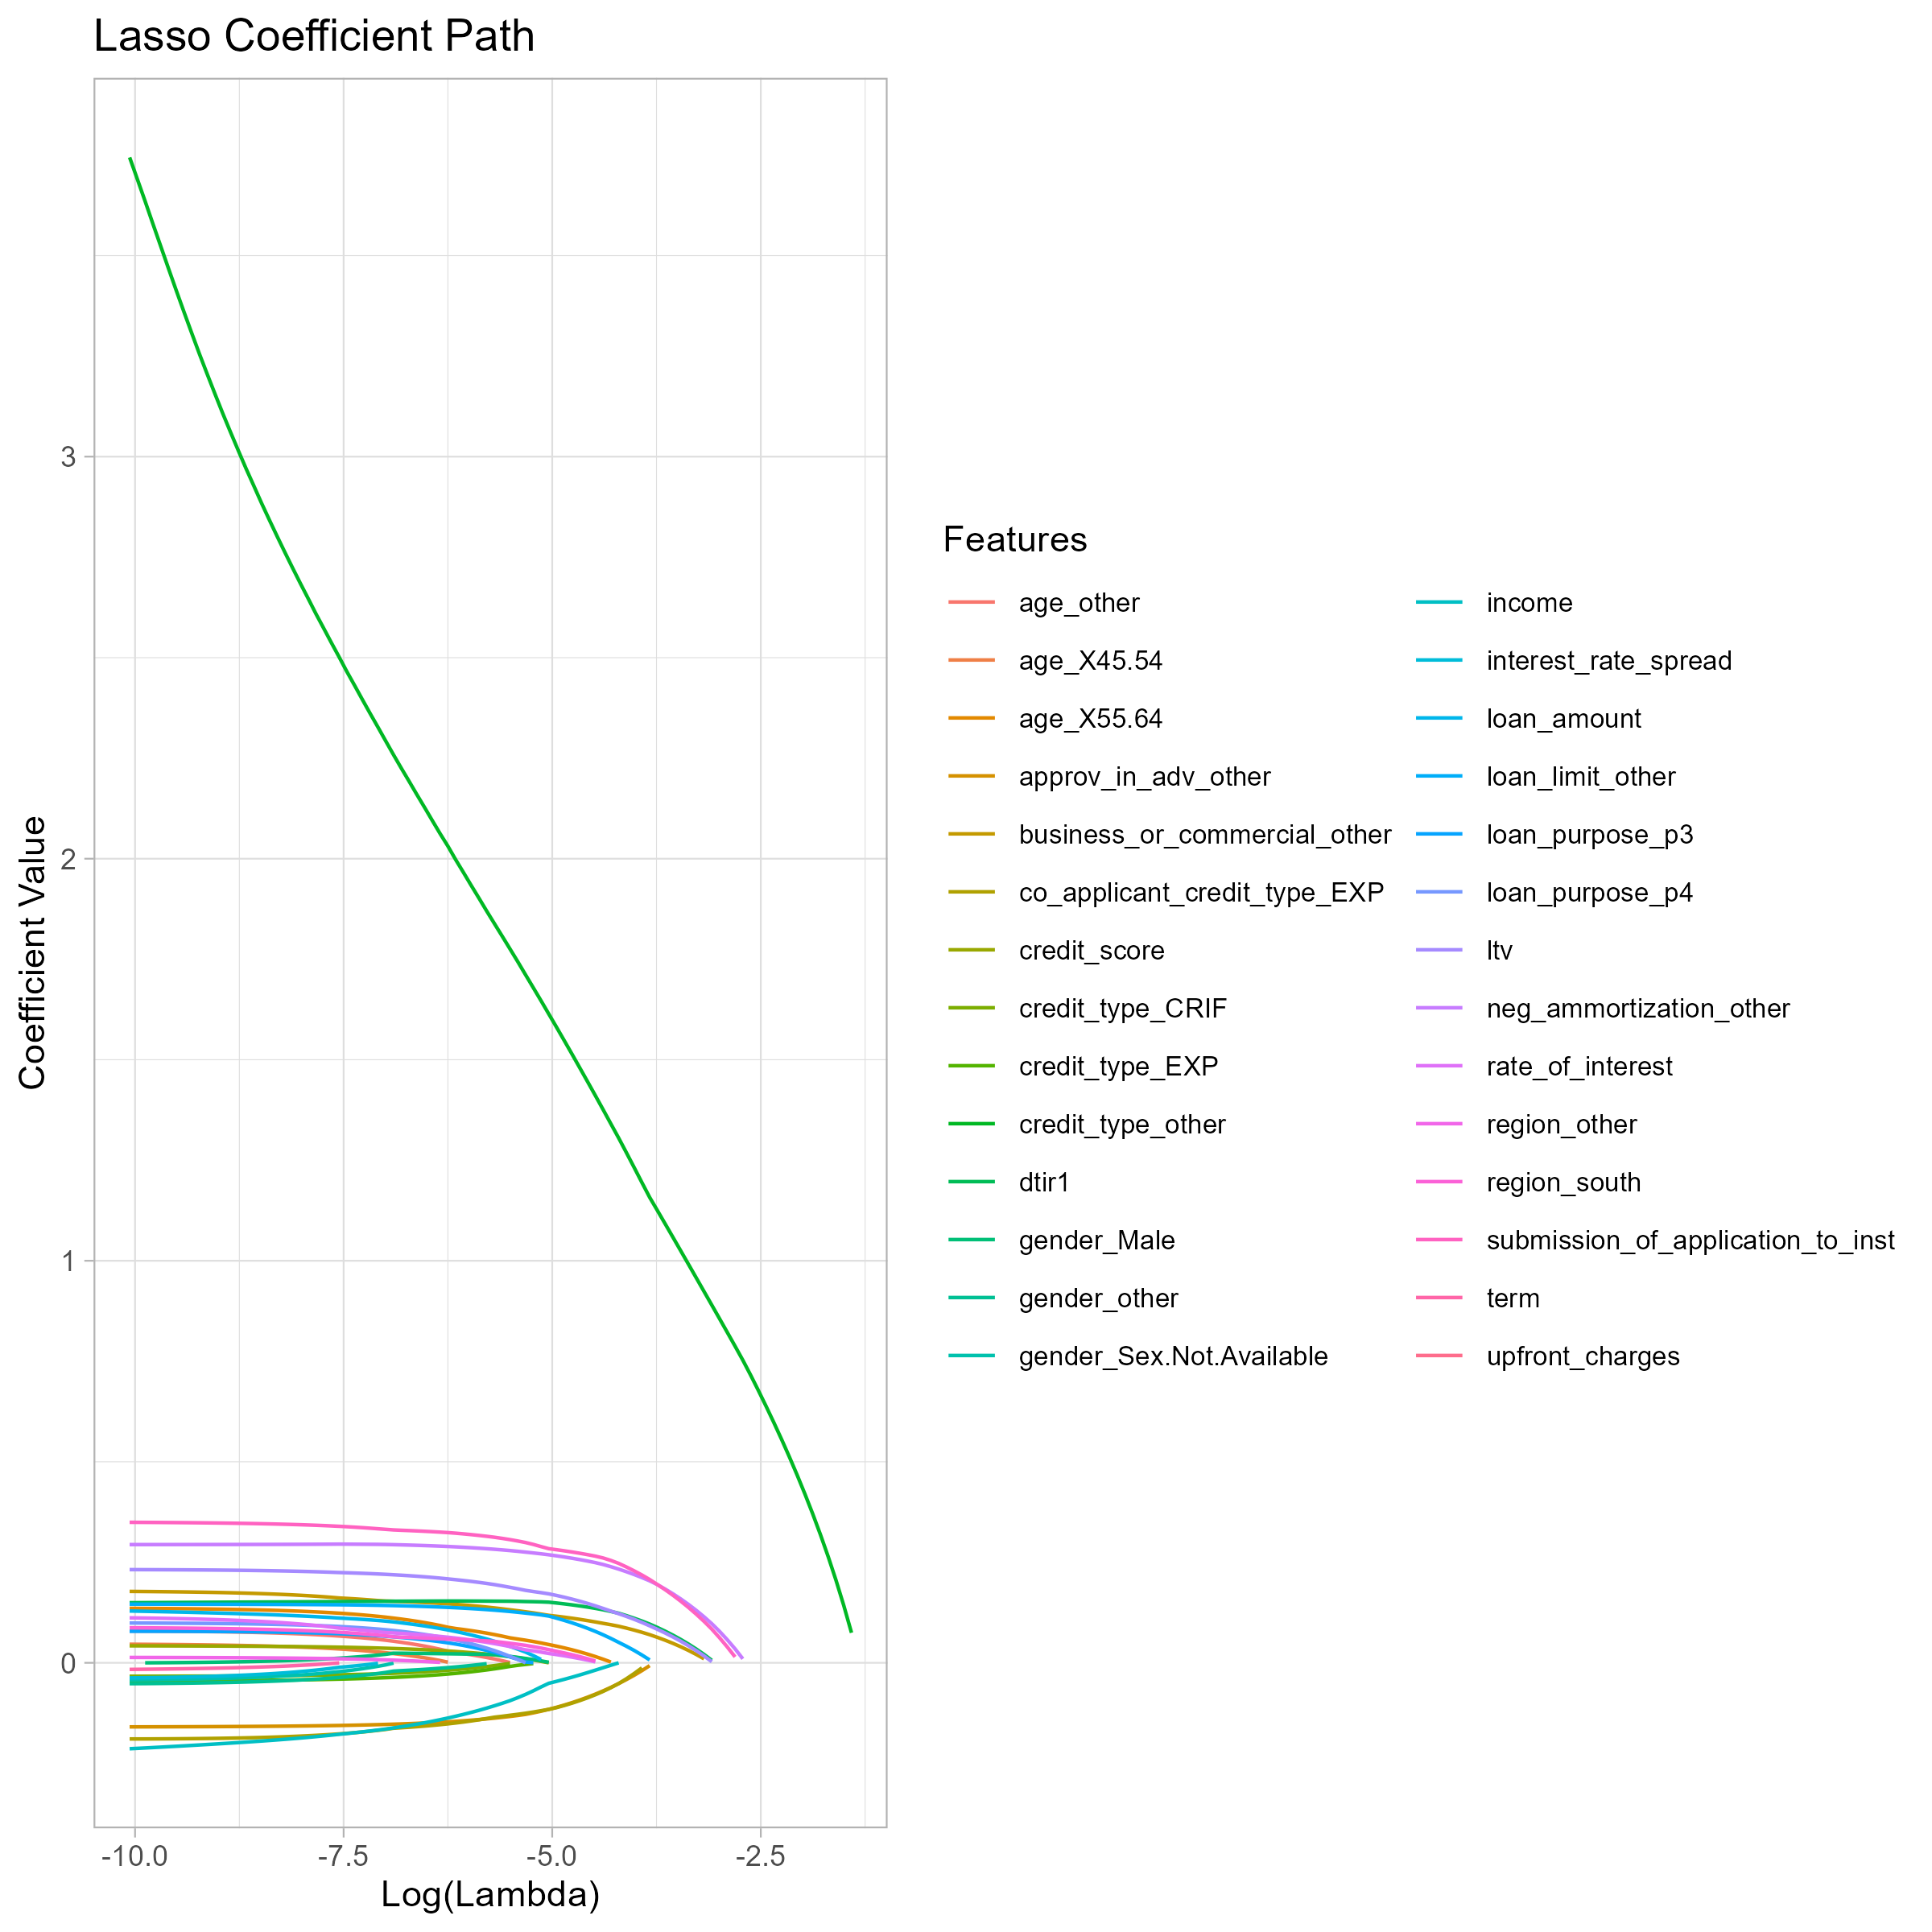 Lasso Coefficient Path
Coefficient Value
3
2
1
0
-10.0
-7.5
-5.0
-2.5
Log(Lambda)
Features
age_other
age_X45.54
age_X55.64
approv_in_adv_other
business_or_commercial_other
co_applicant_credit_type_EXP
credit_score
credit_type_CRIF
credit_type_EXP
credit_type_other
dtir1
gender_Male
gender_other
gender_Sex.Not.Available
income
interest_rate_spread
loan_amount
loan_limit_other
loan_purpose_p3
loan_purpose_p4
ltv
neg_ammortization_other
rate_of_interest
region_other
region_south
submission_of_application_to_inst
term
upfront_charges